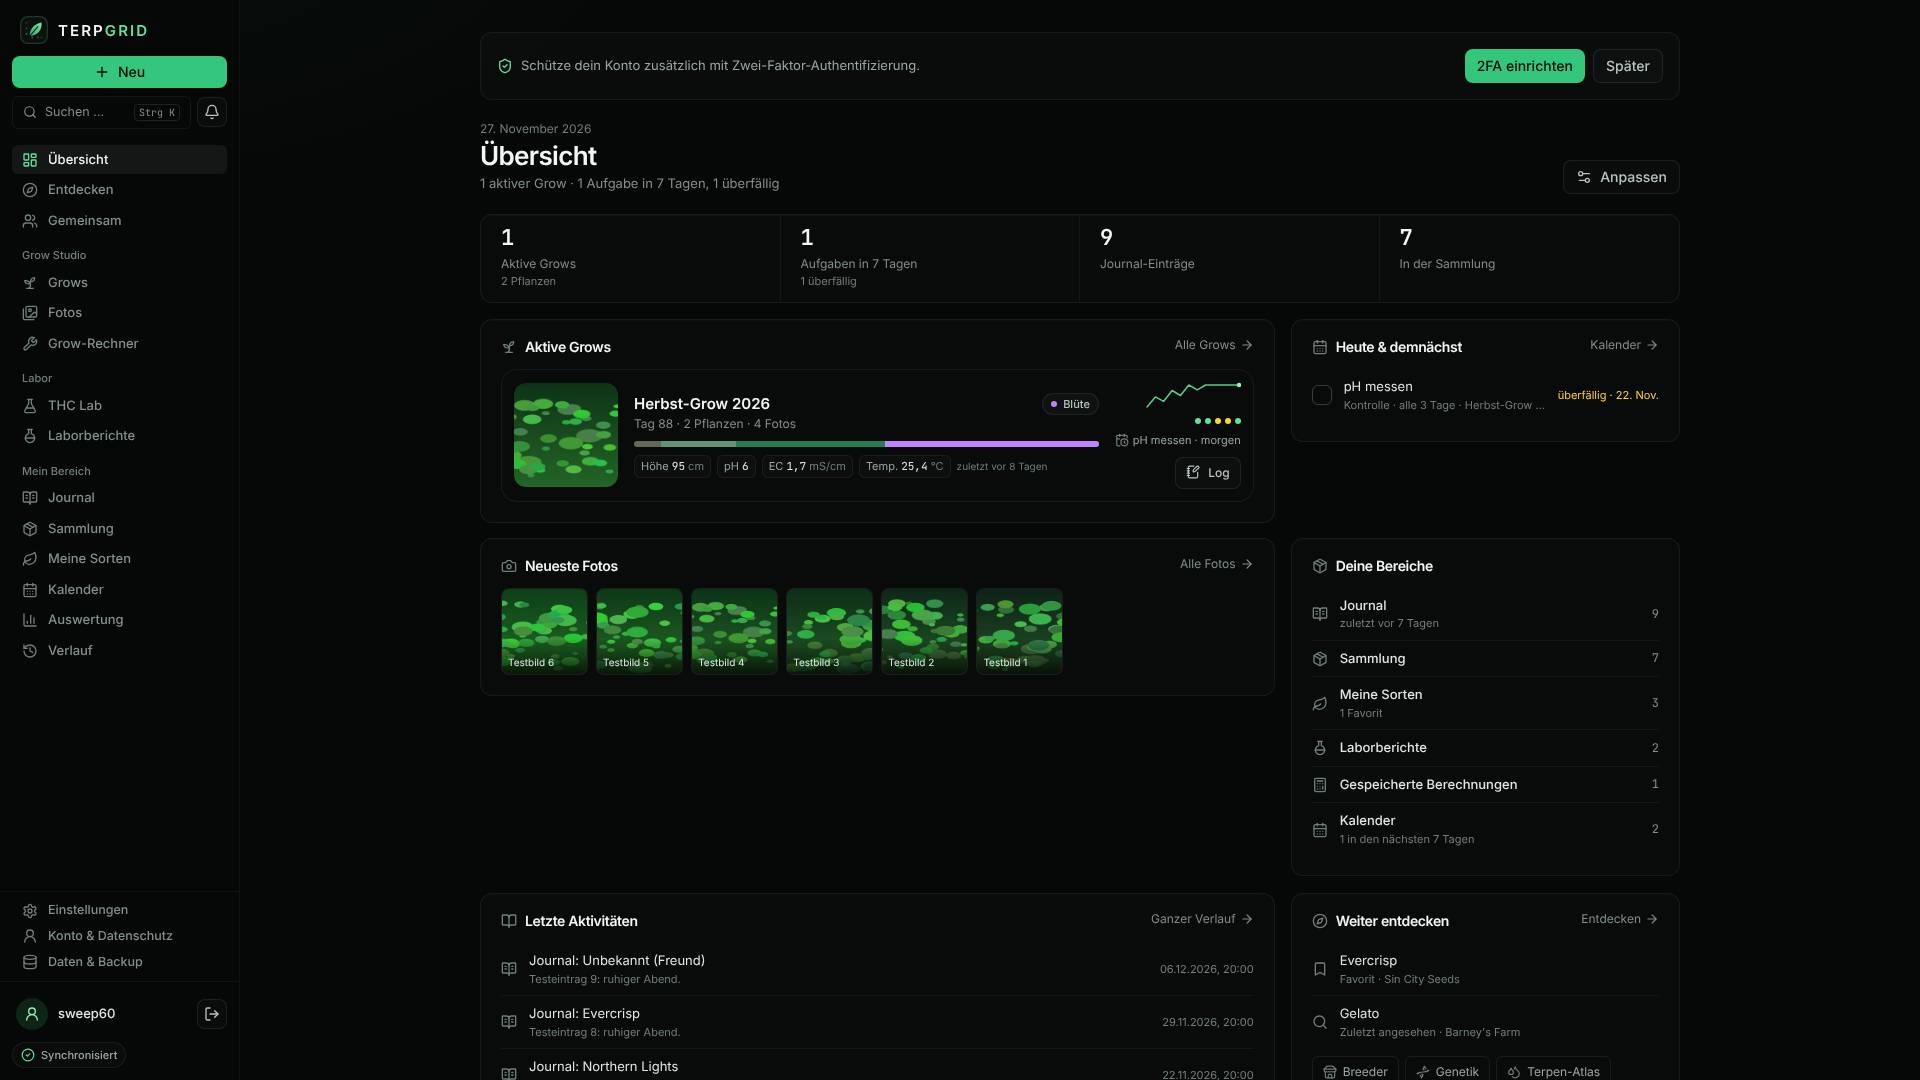 TERPGRID
Neu
Suchen ... Strg K
Übersicht
Entdecken
Gemeinsam
Grow Studio
Grows
Fotos
Grow-Rechner
Labor
THC Lab
Laborberichte
Mein Bereich
Journal
Sammlung
Meine Sorten
Kalender
Auswertung
Verlauf
Einstellungen
Konto & Datenschutz
Daten & Backup
sweep60
Synchronisiert
Schütze dein Konto zusätzlich mit Zwei-Faktor-Authentifizierung.
2FA einrichten
Später
27. November 2026
Übersicht
1 aktiver Grow · 1 Aufgabe in 7 Tagen, 1 überfällig
Anpassen
1
Aktive Grows
2 Pflanzen
1
Aufgaben in 7 Tagen
1 überfällig
9
Journal-Einträge
7
In der Sammlung
Aktive Grows
Alle Grows
Herbst-Grow 2026
Blüte
Tag 88 · 2 Pflanzen · 4 Fotos
Höhe 95 cm
pH 6
EC 1,7 mS/cm
Temp. 25,4 °C
zuletzt vor 8 Tagen
pH messen · morgen
Log
Heute & demnächst
Kalender
pH messen
Kontrolle · alle 3 Tage · Herbst-Grow ...
überfällig · 22. Nov.
Neueste Fotos
Alle Fotos
Testbild 6
Testbild 5
Testbild 4
Testbild 3
Testbild 2
Testbild 1
Deine Bereiche
Journal
zuletzt vor 7 Tagen
9
Sammlung
7
Meine Sorten
1 Favorit
3
Laborberichte
2
Gespeicherte Berechnungen
1
Kalender
1 in den nächsten 7 Tagen
2
Letzte Aktivitäten
Ganzer Verlauf
Journal: Unbekannt (Freund)
Testeintrag 9: ruhiger Abend.
06.12.2026, 20:00
Journal: Evercrisp
Testeintrag 8: ruhiger Abend.
29.11.2026, 20:00
Journal: Northern Lights
22.11.2026, 20:00
Weiter entdecken
Entdecken
Evercrisp
Favorit · Sin City Seeds
Gelato
Zuletzt angesehen · Barney's Farm
Breeder
Genetik
Terpen-Atlas